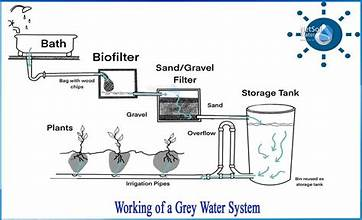 Bath
Biofilter
Bag with wood
chips
Sand/Gravel
Filter
Gravel
Sand
Storage Tank
Plants
Overflow
Irrigation Pipes
Bin reused as
storage tank
Working of a Grey Water System